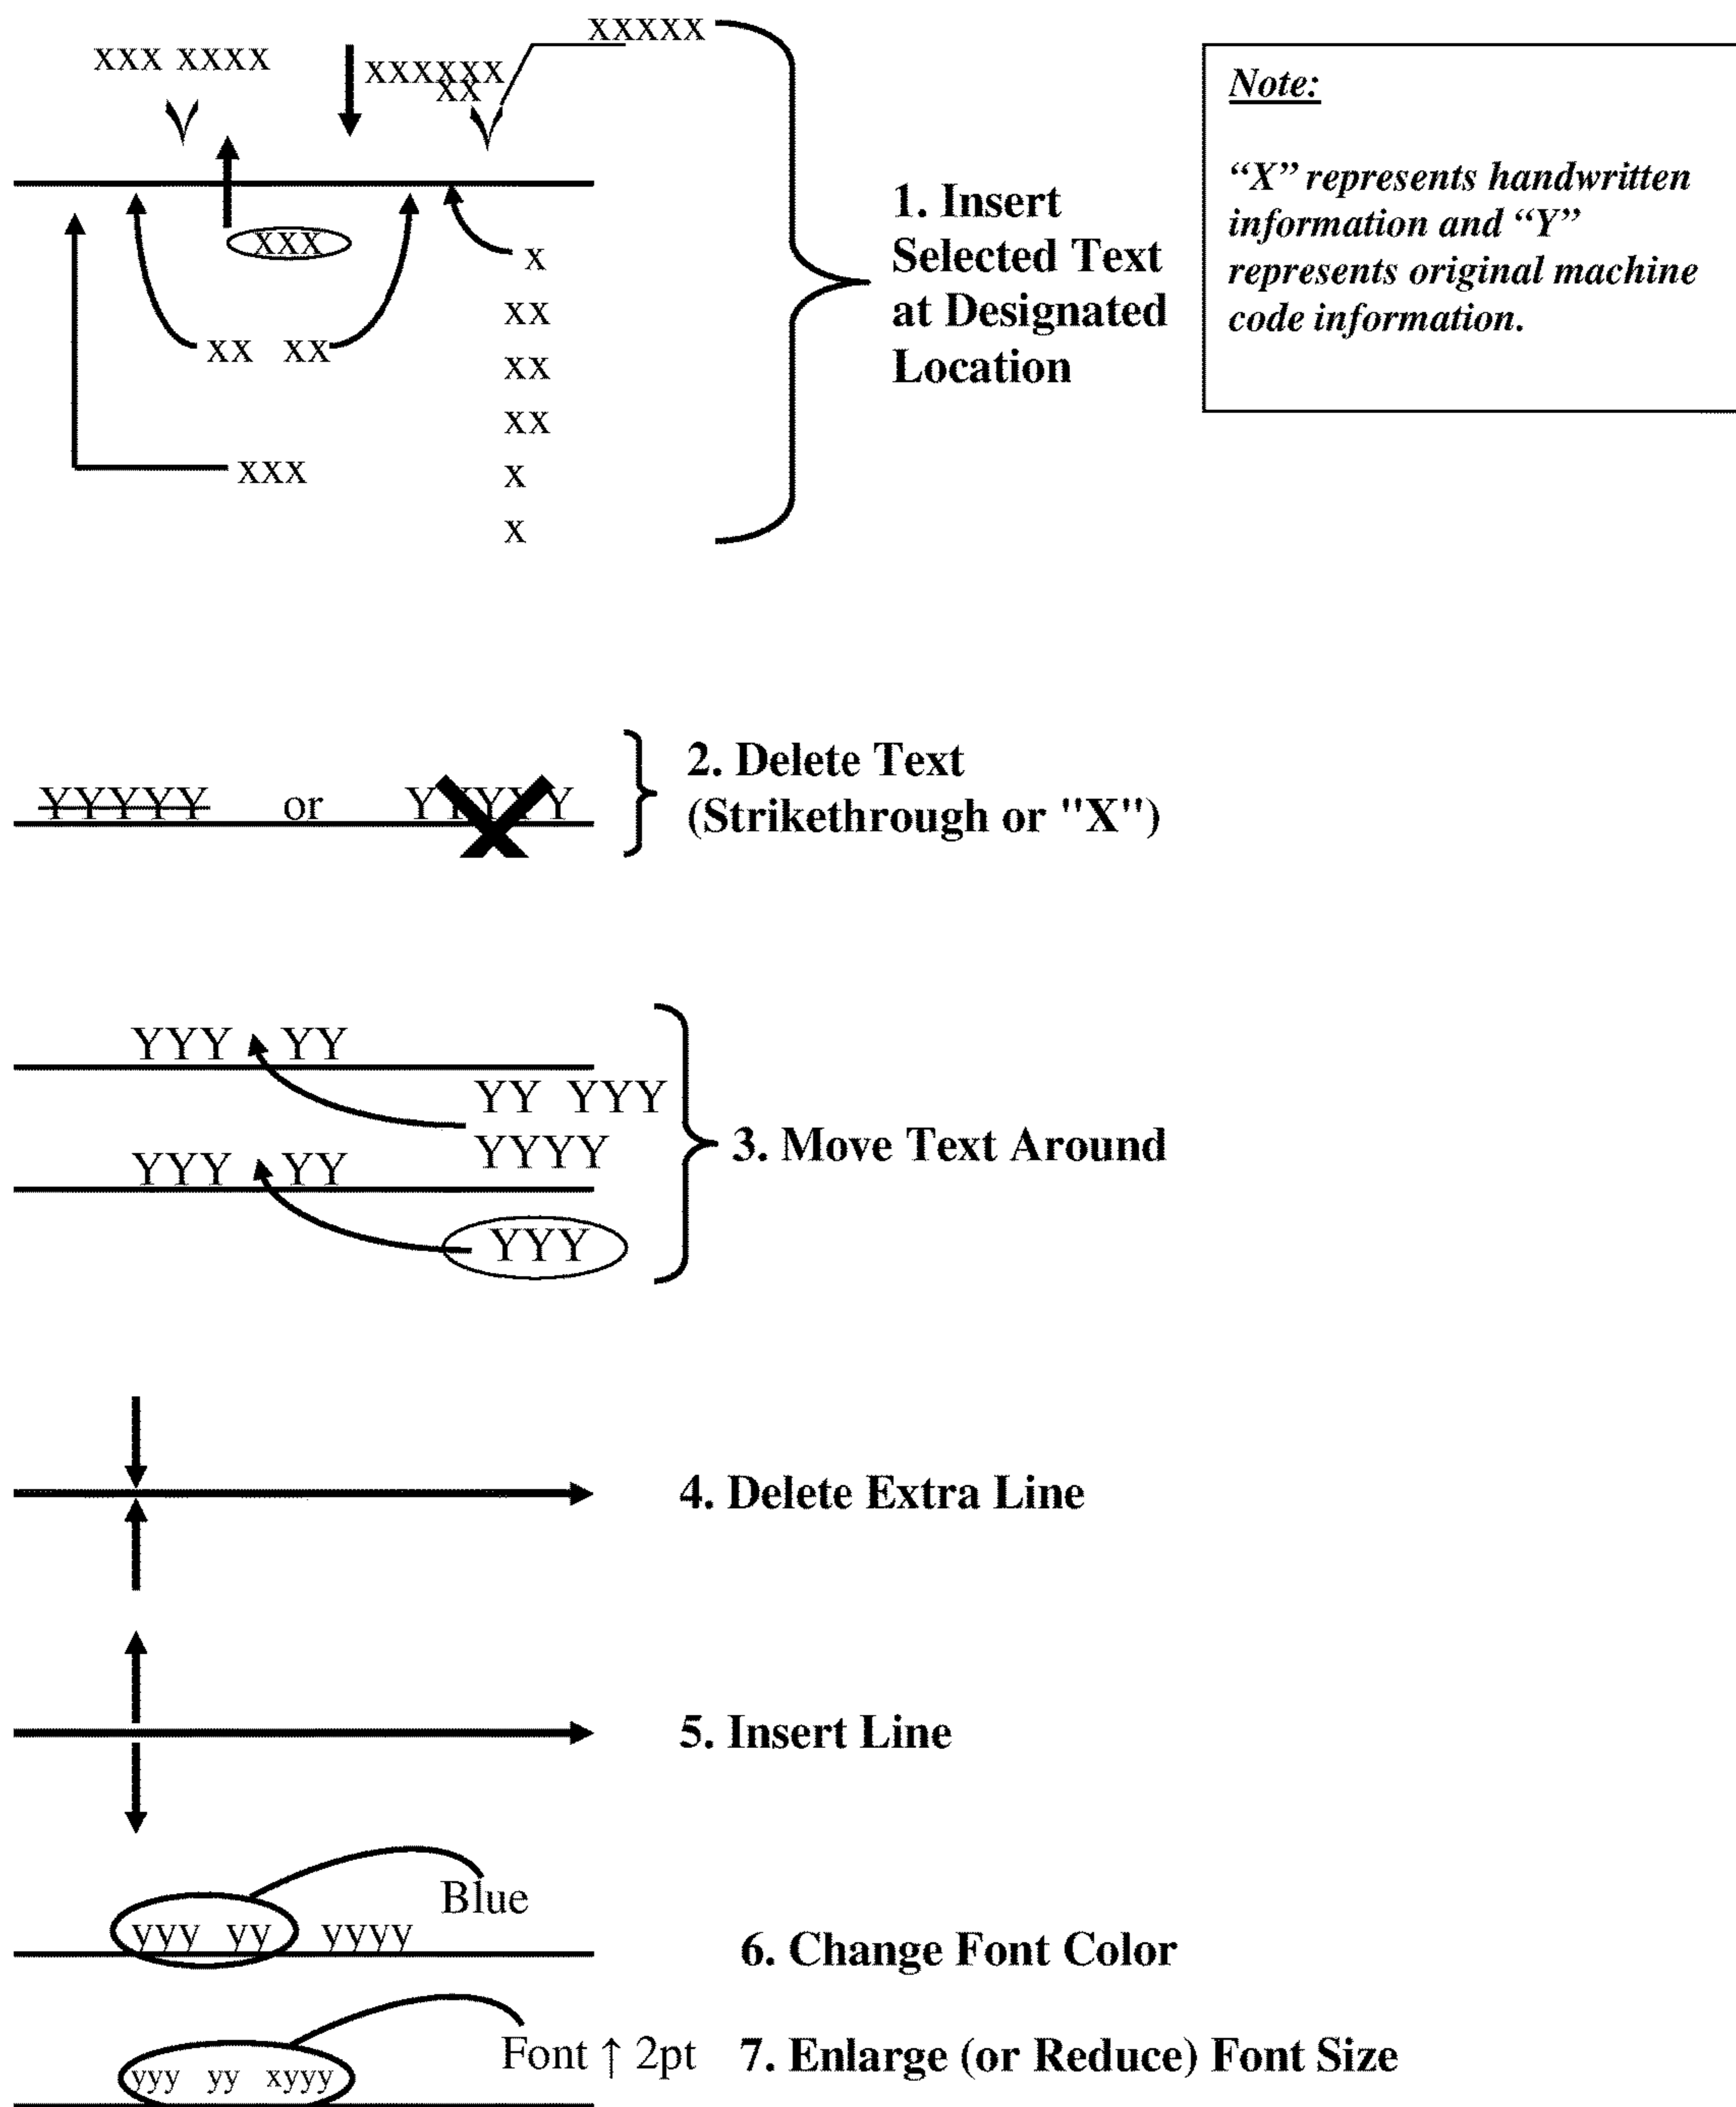 xxxxx
xxx xxxx
xxxxxx
xx
xxx
x
xx
xx xx
xx
xx
xxx
x
x
1. Insert
Selected Text
at Designated
Location
Note:
“X” represents handwritten
information and “Y”
represents original machine
code information.
YYYYY or YYYYY
2. Delete Text
(Strikethrough or "X")
YYY YY
YY YYY
YYYY
YYY YY
YYY
3. Move Text Around
4. Delete Extra Line
5. Insert Line
Blue
yyy yy yyyy
6. Change Font Color
Font ↑ 2pt
yyy yy xyyy
7. Enlarge (or Reduce) Font Size